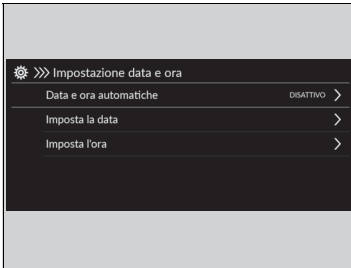 Impostazione data e ora
Data e ora automatiche DISATTIVO
Imposta la data
Imposta l'ora